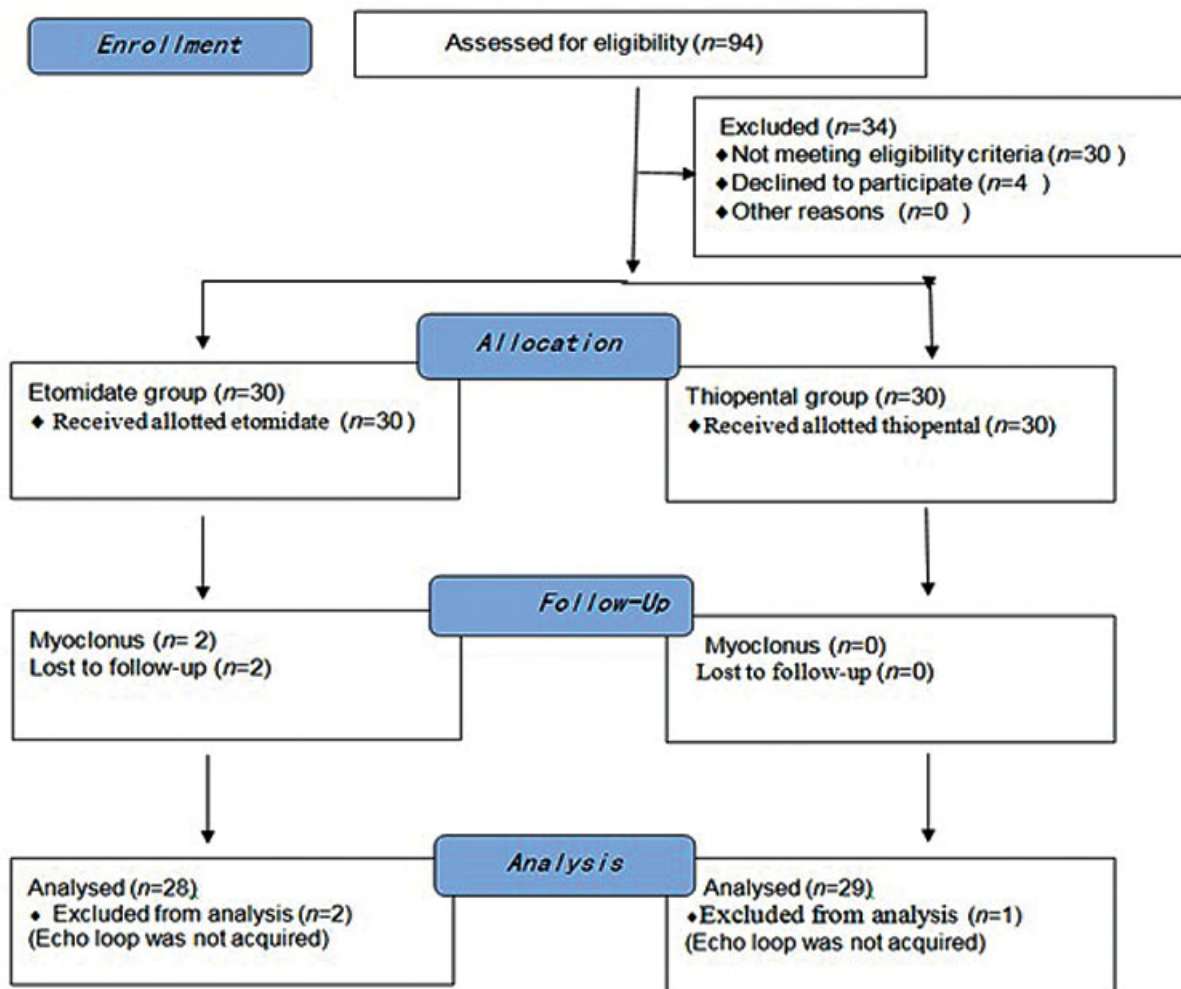 Enrollment
Assessed for eligibility (n=94)
Excluded (n=34)
◆Not meeting eligibility criteria (n=30 )
◆Declined to participate (n=4 )
◆Other reasons (n=0 )
Allocation
Etomidate group (n=30)
◆ Received allotted etomidate (n=30 )
Thiopental group (n=30)
◆Received allotted thiopental (n=30)
Follow-Up
Myoclonus (n= 2)
Lost to follow-up (n=2)
Myoclonus (n=0)
Lost to follow-up (n=0)
Analysis
Analysed (n=28)
◆ Excluded from analysis (n=2)
(Echo loop was not acquired)
Analysed (n=29)
◆Excluded from analysis (n=1)
(Echo loop was not acquired)